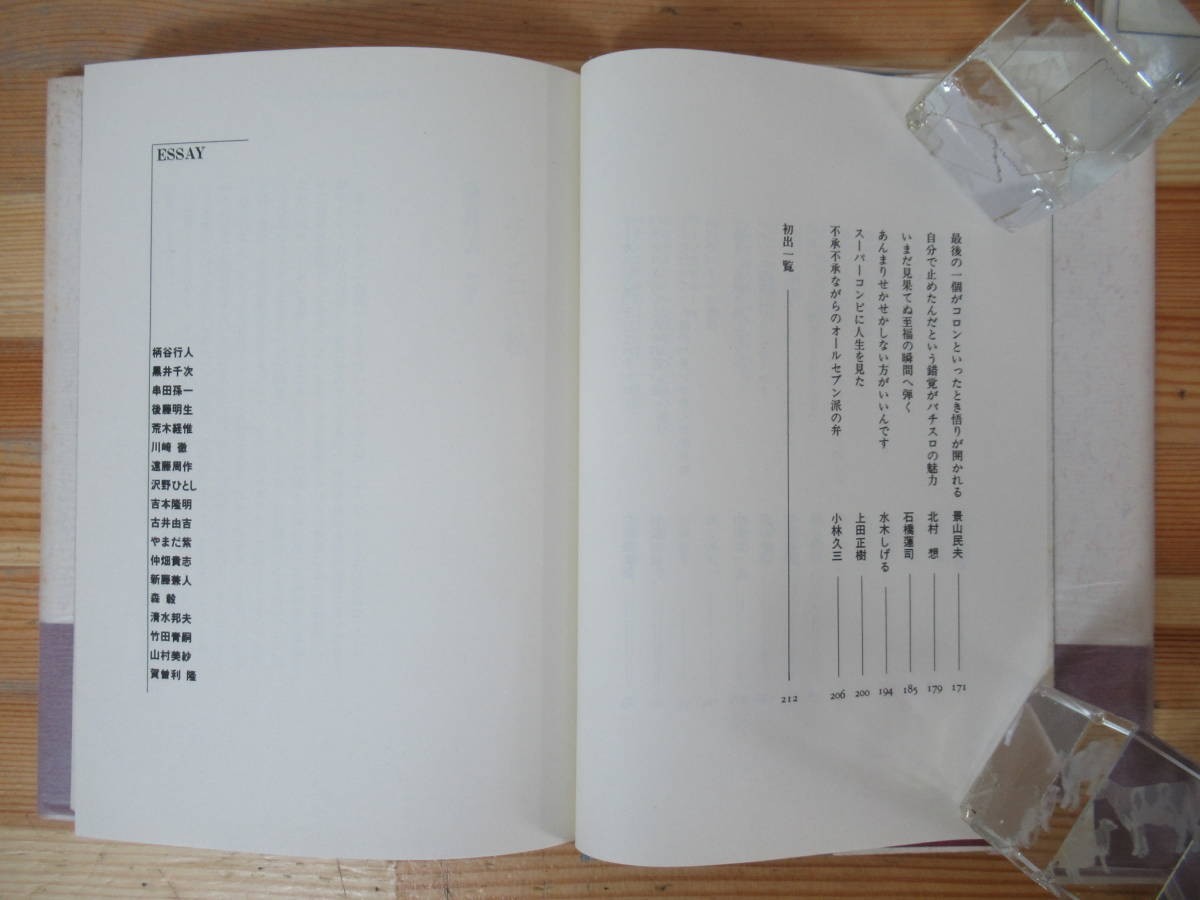 最後の一個がコロンといったとき悟りが開かれる 景山民夫 171
自分で止めたんだという錯覚がパチスロの魅力 北村 想 179
いまだ見果てぬ至福の瞬間へ弾く 石橋蓮司 185
あんまりせかせかしない方がいいんです 水木しげる 194
スーパーコンビに人生を見た 上田正樹 200
不承不承ながらのオールセブン派の弁 小林久三 206
初出一覧 212
ESSAY
柄谷行人
黒井千次
串田孫一
後藤明生
荒木経惟
川崎 徹
遠藤周作
沢野ひとし
吉本隆明
古井由吉
やまだ紫
仲畑貴志
新藤兼人
森 毅
清水邦夫
竹田青嗣
山村美紗
賀曽利 隆